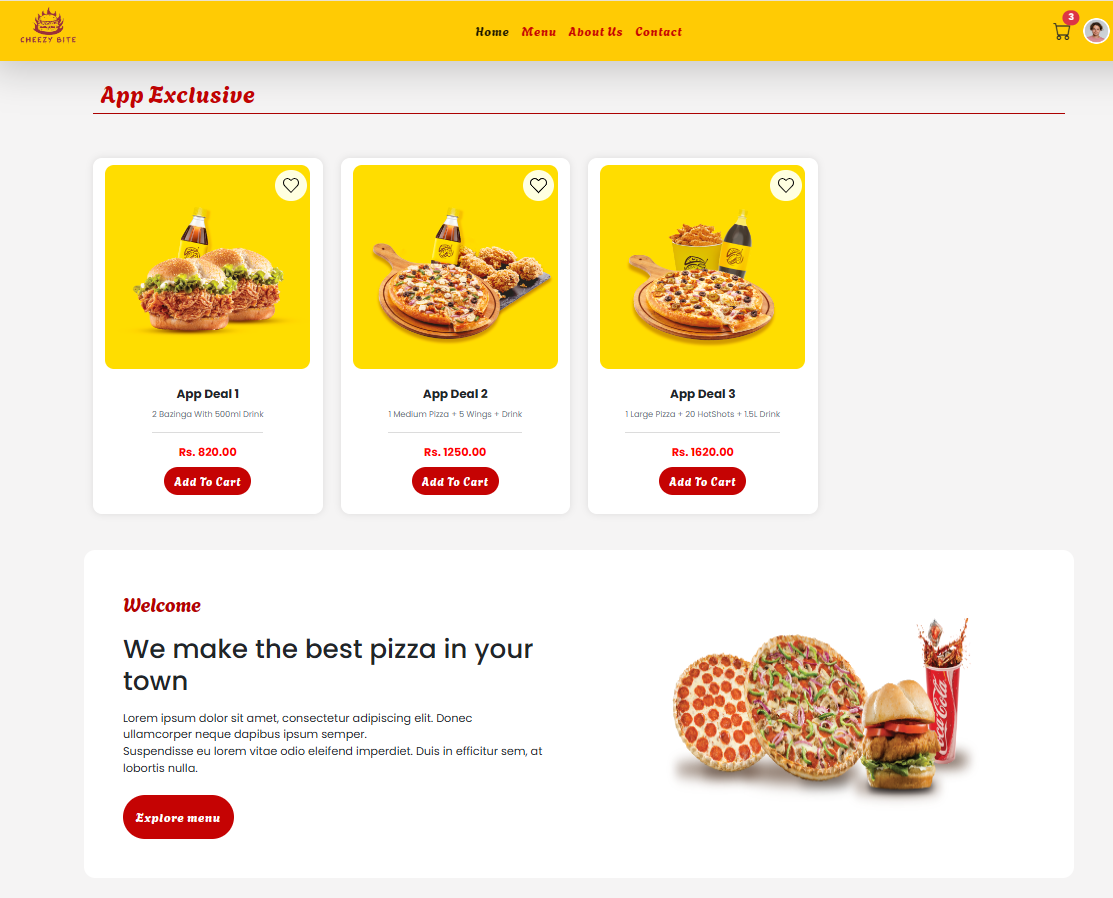 CHEEZY BITE
Home Menu About Us Contact
3
App Exclusive
App Deal 1
2 Bazinga With 500ml Drink
Rs. 820.00
Add To Cart
App Deal 2
1 Medium Pizza + 5 Wings + Drink
Rs. 1250.00
Add To Cart
App Deal 3
1 Large Pizza + 20 HotShots + 1.5L Drink
Rs. 1620.00
Add To Cart
Welcome
We make the best pizza in your
town
Lorem ipsum dolor sit amet, consectetur adipiscing elit. Donec
ullamcorper neque dapibus ipsum semper.
Suspendisse eu lorem vitae odio eleifend imperdiet. Duis in efficitur sem, at
lobortis nulla.
Explore menu
Coca-Cola